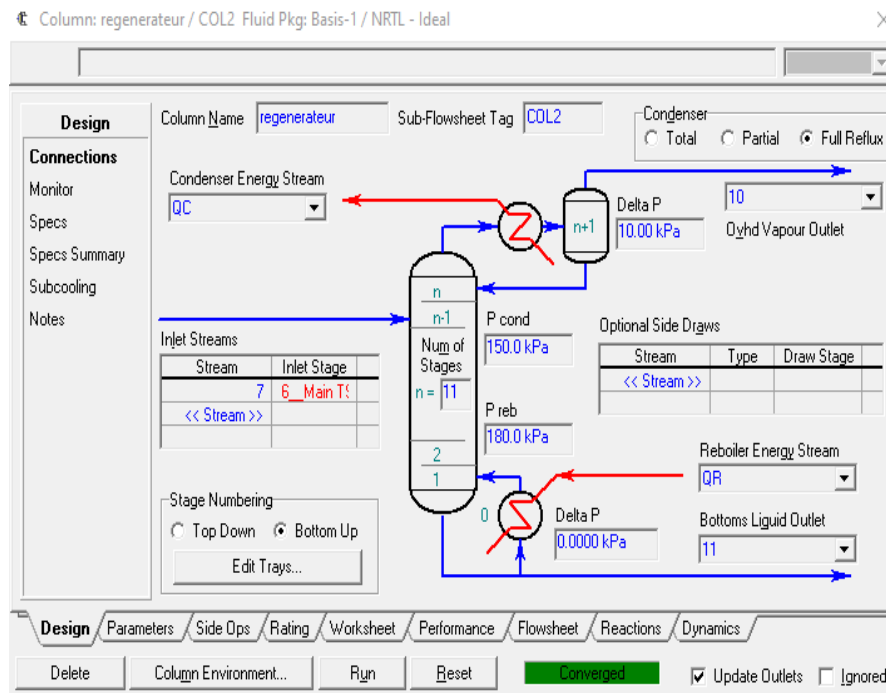 Column: regenerateur / COL2 Fluid Pkg: Basis-1 / NRTL - Ideal
Design
Connections
Monitor
Specs
Specs Summary
Subcooling
Notes
Column Name regenerateur Sub-Flowsheet Tag COL2
Condenser
Total Partial Full Reflux
Condenser Energy Stream
QC
n+1
Delta P
10.00 kPa
10
Ovhd Vapour Outlet
n
n-1
Num of
Stages
n = 11
2
1
P cond
150.0 kPa
P reb
180.0 kPa
Inlet Streams
Stream Inlet Stage
7 6__Main TS
<< Stream >>
Optional Side Draws
Stream Type Draw Stage
<< Stream >>
Stage Numbering
Top Down Bottom Up
Edit Trays...
0
Delta P
0.0000 kPa
Reboiler Energy Stream
QR
Bottoms Liquid Outlet
11
Design Parameters Side Ops Rating Worksheet Performance Flowsheet Reactions Dynamics
Delete Column Environment... Run Reset Converged Update Outlets Ignored